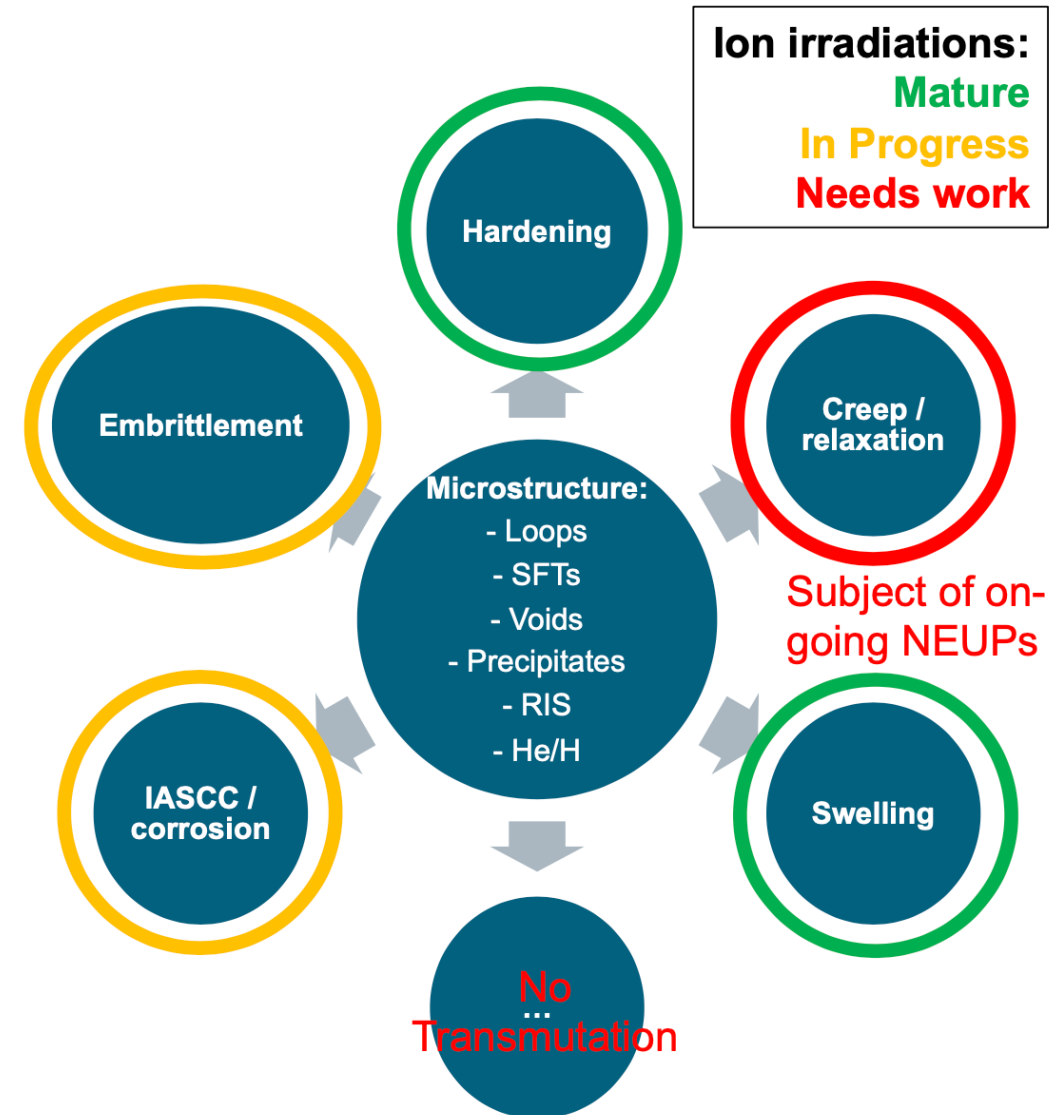 Ion irradiations:
Mature
In Progress
Needs work
Hardening
Embrittlement
Creep /
relaxation
Microstructure:
- Loops
- SFTs
- Voids
- Precipitates
- RIS
- He/H
Subject of on-
going NEUPs
IASCC /
corrosion
Swelling
No
...
Transmutation